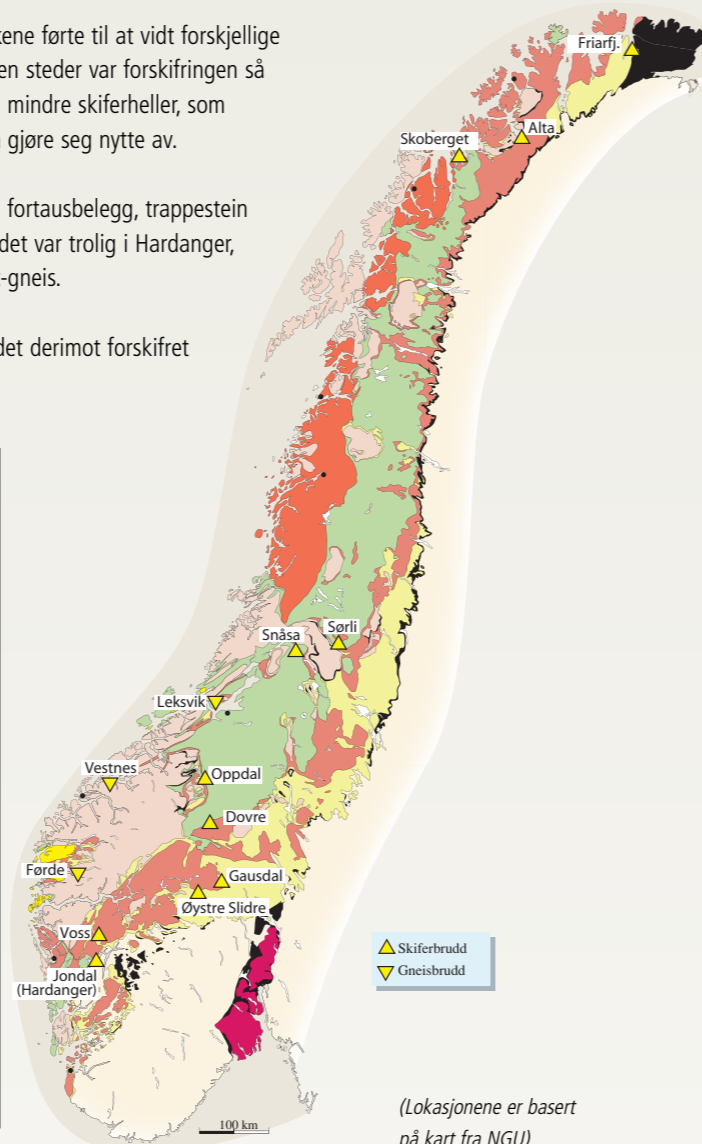 kene førte til at vidt forskjellige
en steder var forskifringen så
mindre skiferheller, som
gjøre seg nytte av.
fortausbelegg, trappestein
det var trolig i Hardanger,
-gneis.
det derimot forskifret
Friarfj.
Alta
Skoberget
Sørli
Snåsa
Leksvik
Vestnes
Oppdal
Dovre
Førde
Gausdal
Øystre Slidre
Voss
Jondal
(Hardanger)
Skiferbrudd
Gneisbrudd
100 km
(Lokasjonene er basert
på kart fra NGU)